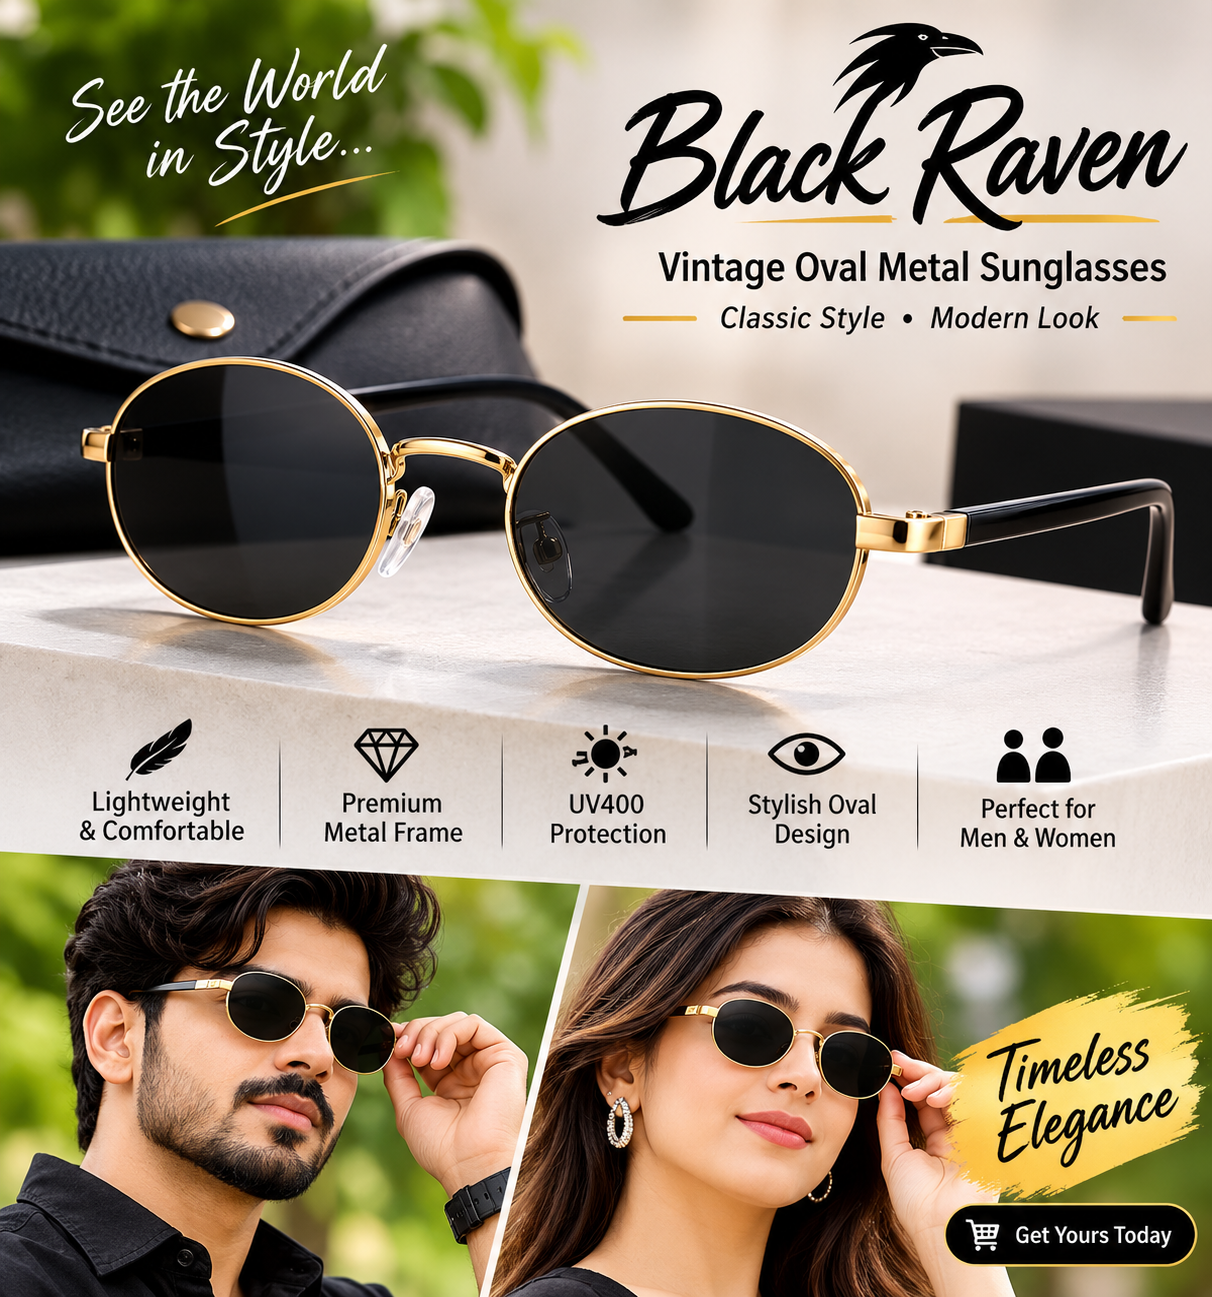 See the World
in Style...
Black Raven
Vintage Oval Metal Sunglasses
Classic Style • Modern Look
Lightweight
& Comfortable
Premium
Metal Frame
UV400
Protection
Stylish Oval
Design
Perfect for
Men & Women
Timeless
Elegance
Get Yours Today